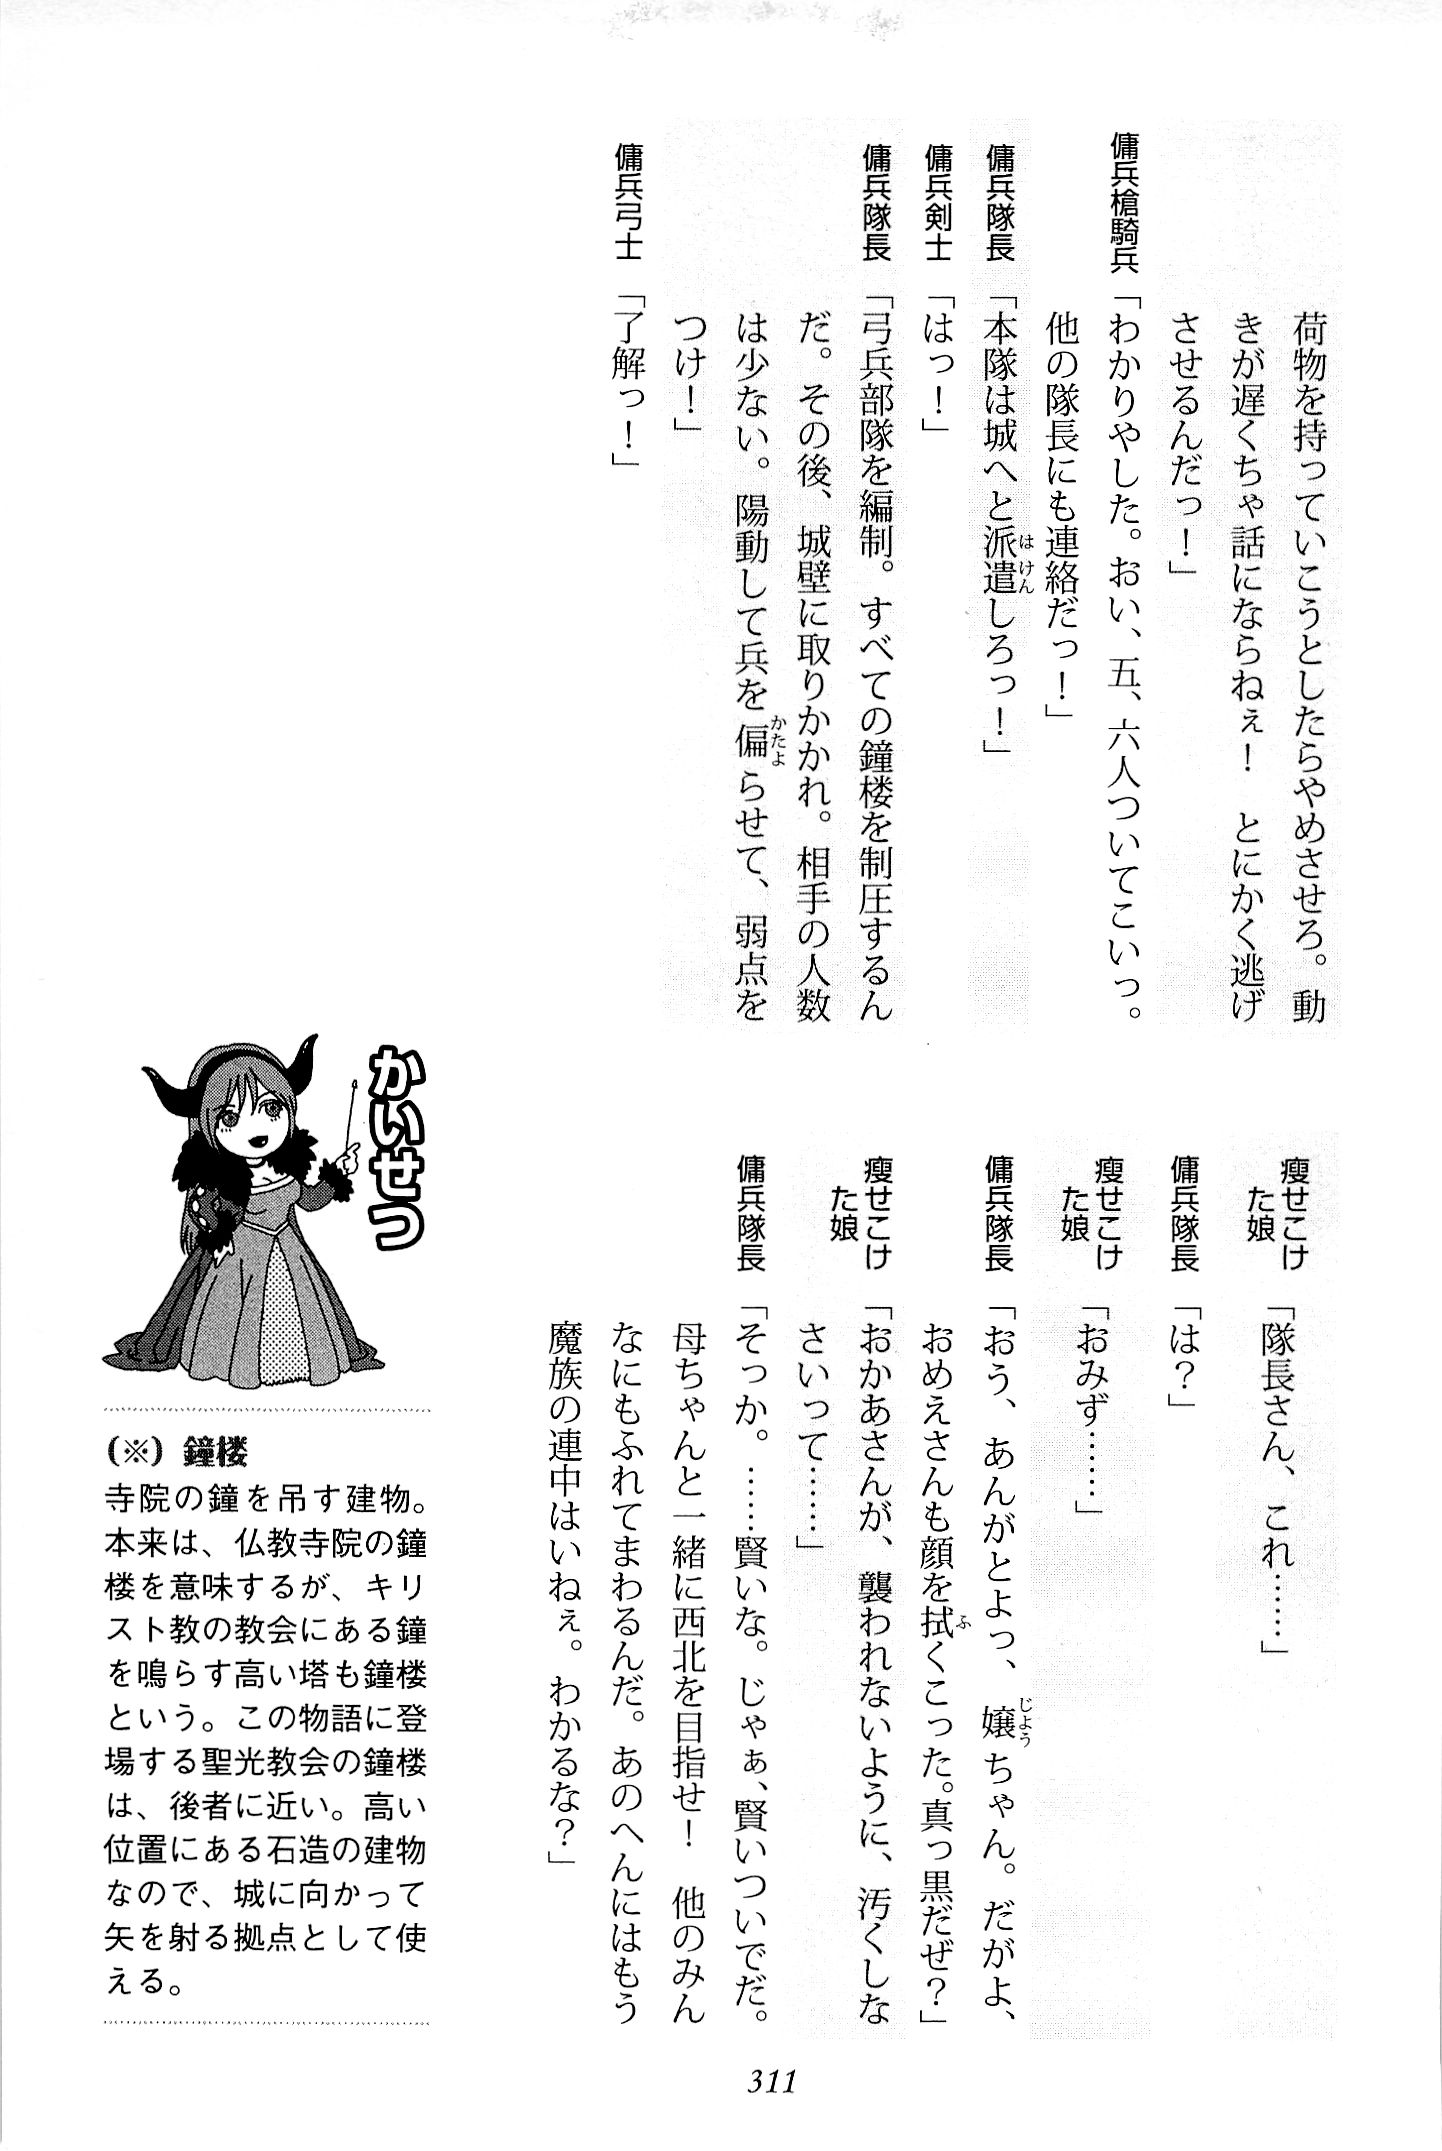 荷物を持っていこうとしたらやめさせろ。動
きが遅くちゃ話にならねぇ！　とにかく逃げ
させるんだっ！」
傭兵槍騎兵「わかりやした。おい、五、六人ついてこいっ。
他の隊長にも連絡だっ！」
傭兵隊長「本隊は城へと派遣しろっ！」
傭兵剣士「はっ！」
傭兵隊長「弓兵部隊を編制。すべての鐘楼を制圧するん
だ。その後、城壁に取りかかれ。相手の人数
は少ない。陽動して兵を偏らせて、弱点を
つけ！」
傭兵弓士「了解っ！」
痩せこけた娘「隊長さん、これ……」
傭兵隊長「は？」
痩せこけた娘「おみず……」
傭兵隊長「おう、あんがとよっ、嬢ちゃん。だがよ、
おめえさんも顔を拭くこった。真っ黒だぜ？」
痩せこけた娘「おかあさんが、襲われないように、汚くしな
さいって……」
傭兵隊長「そっか。……賢いな。じゃぁ、賢いついでだ。
母ちゃんと一緒に西北を目指せ！　他のみん
なにもふれてまわるんだ。あのへんにはもう
魔族の連中はいねぇ。わかるな？」
かいせつ
（※）鐘楼
寺院の鐘を吊す建物。
本来は、仏教寺院の鐘
楼を意味するが、キリ
スト教の教会にある鐘
を鳴らす高い塔も鐘楼
という。この物語に登
場する聖光教会の鐘楼
は、後者に近い。高い
位置にある石造の建物
なので、城に向かって
矢を射る拠点として使
える。
311